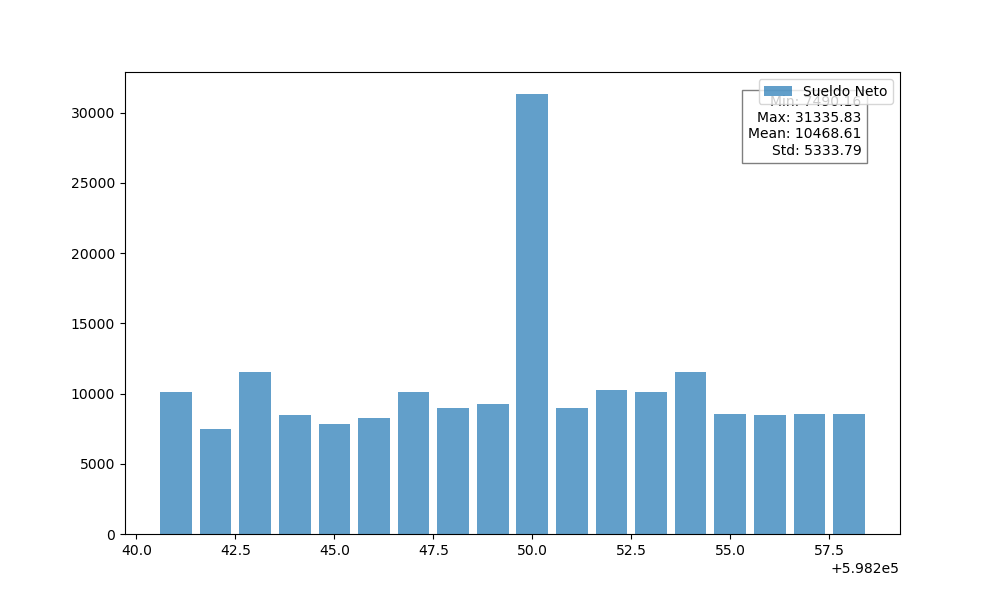 Sueldo Neto
Min: 7490.16
Max: 31335.83
Mean: 10468.61
Std: 5333.79
30000
25000
20000
15000
10000
5000
0
40.0 42.5 45.0 47.5 50.0 52.5 55.0 57.5
+5.982e5